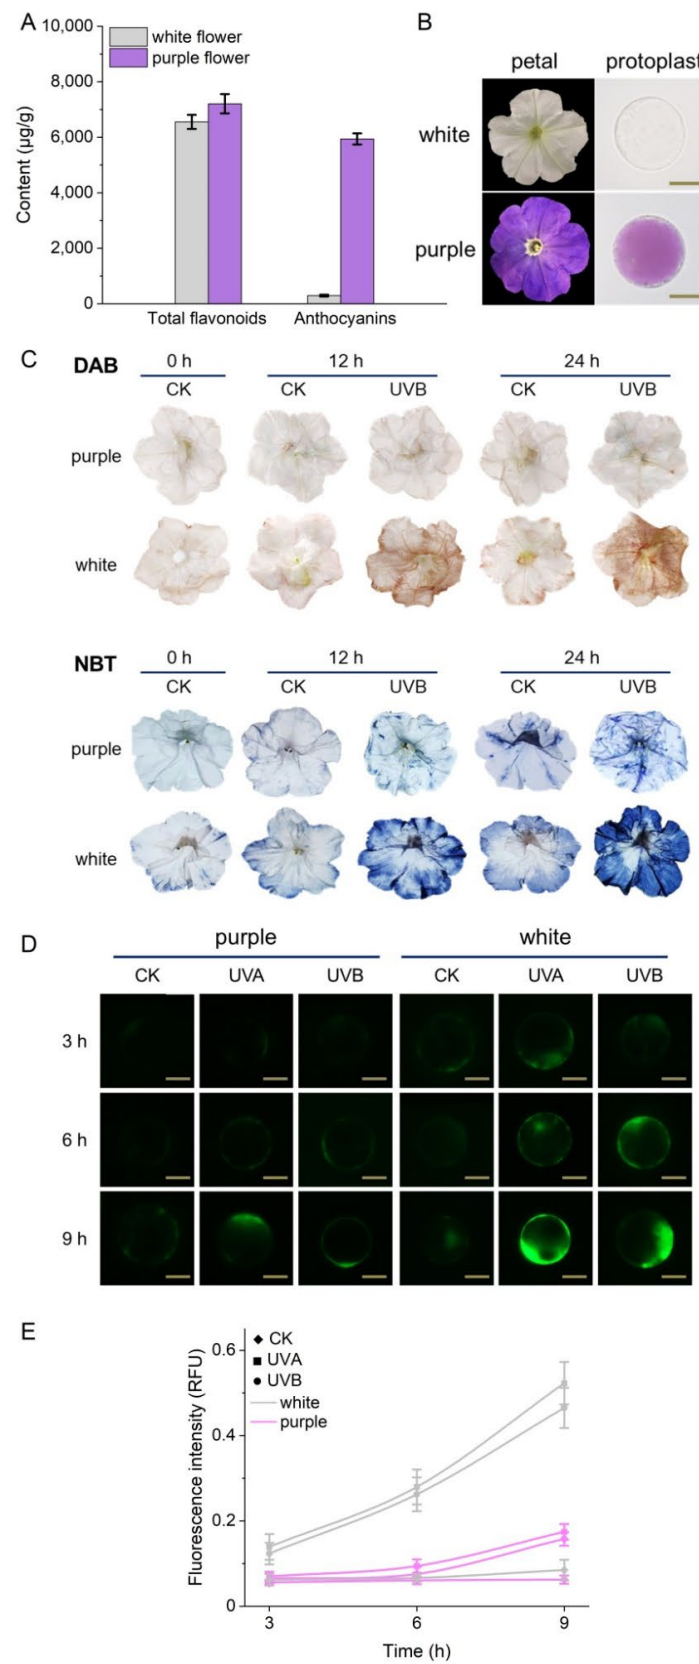 A
10,000
8,000
6,000
4,000
2,000
0
Content (µg/g)
white flower
purple flower
Total flavonoids Anthocyanins
B
petal protoplast
white
purple
C
DAB 0 h 12 h 24 h
CK CK UVB CK UVB
purple
white
NBT 0 h 12 h 24 h
CK CK UVB CK UVB
purple
white
D
purple white
CK UVA UVB CK UVA UVB
3 h
6 h
9 h
E
0.6
0.4
0.2
0
Fluorescence intensity (RFU)
CK
UVA
UVB
white
purple
3 6 9
Time (h)